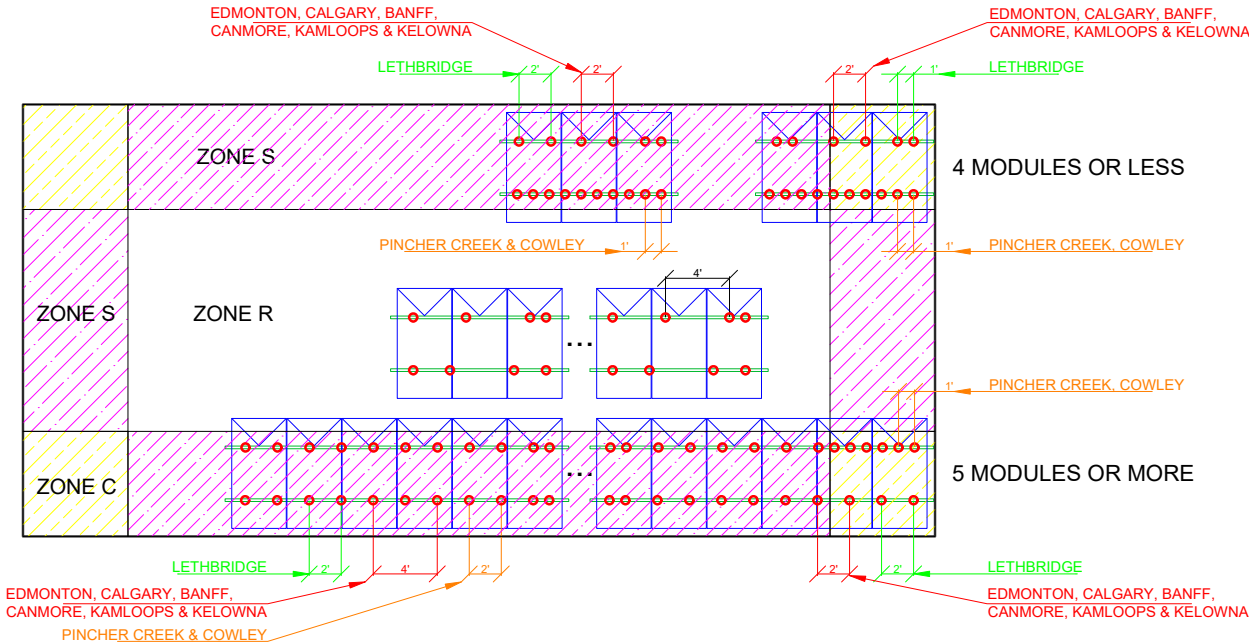 EDMONTON, CALGARY, BANFF,
CANMORE, KAMLOOPS & KELOWNA
EDMONTON, CALGARY, BANFF,
CANMORE, KAMLOOPS & KELOWNA
LETHBRIDGE
2'
2'
2'
1'
LETHBRIDGE
ZONE S
4 MODULES OR LESS
PINCHER CREEK & COWLEY
1'
1'
PINCHER CREEK, COWLEY
4'
ZONE S
ZONE R
...
1'
PINCHER CREEK, COWLEY
ZONE C
...
5 MODULES OR MORE
LETHBRIDGE
2'
4'
2'
2'
2'
LETHBRIDGE
EDMONTON, CALGARY, BANFF,
CANMORE, KAMLOOPS & KELOWNA
EDMONTON, CALGARY, BANFF,
CANMORE, KAMLOOPS & KELOWNA
PINCHER CREEK & COWLEY